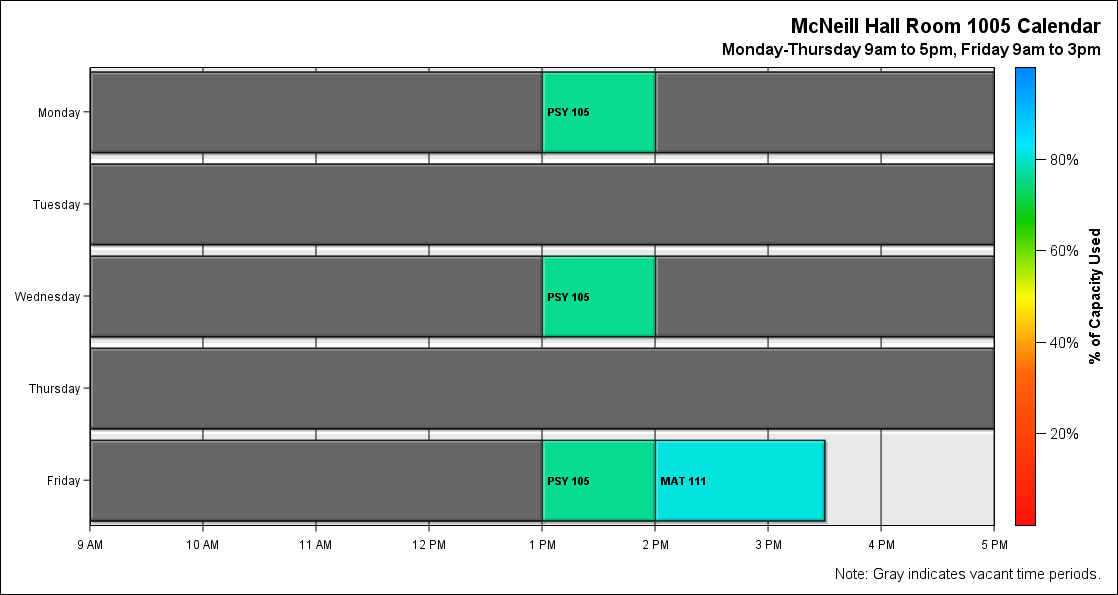 McNeill Hall Room 1005 Calendar
Monday-Thursday 9am to 5pm, Friday 9am to 3pm
Monday
PSY 105
Tuesday
Wednesday
PSY 105
Thursday
Friday
PSY 105
MAT 111
9 AM
10 AM
11 AM
12 PM
1 PM
2 PM
3 PM
4 PM
5 PM
80%
60%
40%
20%
% of Capacity Used
Note: Gray indicates vacant time periods.